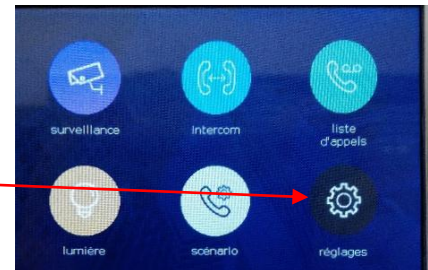 surveillance
Intercom
liste
d'appels
lumière
scénario
réglages